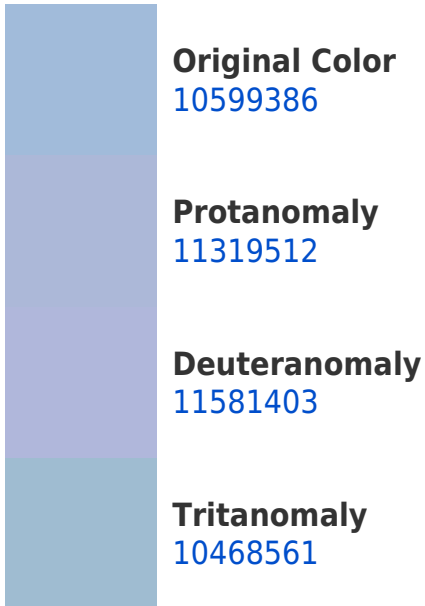 Original Color
10599386
Protanomaly
11319512
Deuteranomaly
11581403
Tritanomaly
10468561